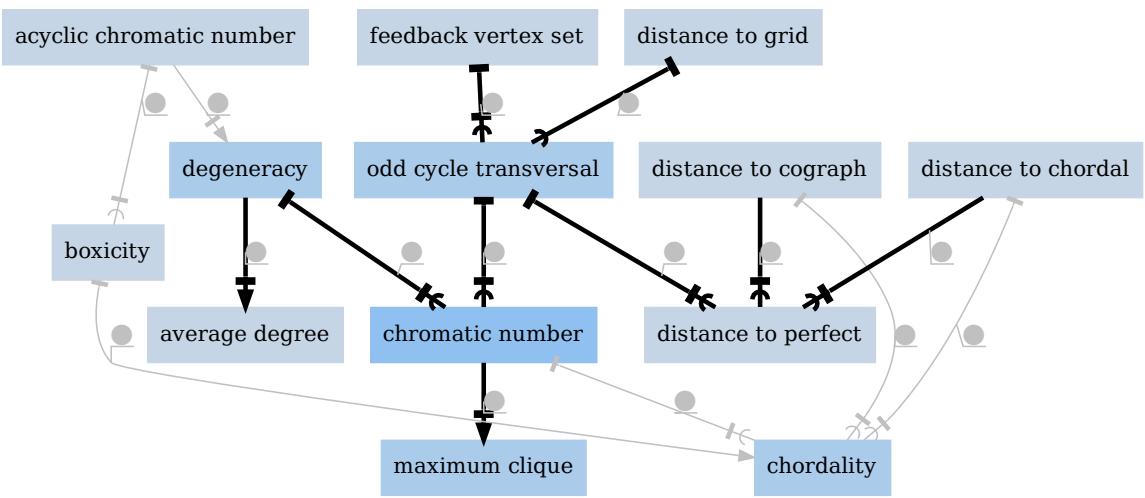 acyclic chromatic number
feedback vertex set
distance to grid
degeneracy
odd cycle transversal
distance to cograph
distance to chordal
boxicity
average degree
chromatic number
distance to perfect
maximum clique
chordality